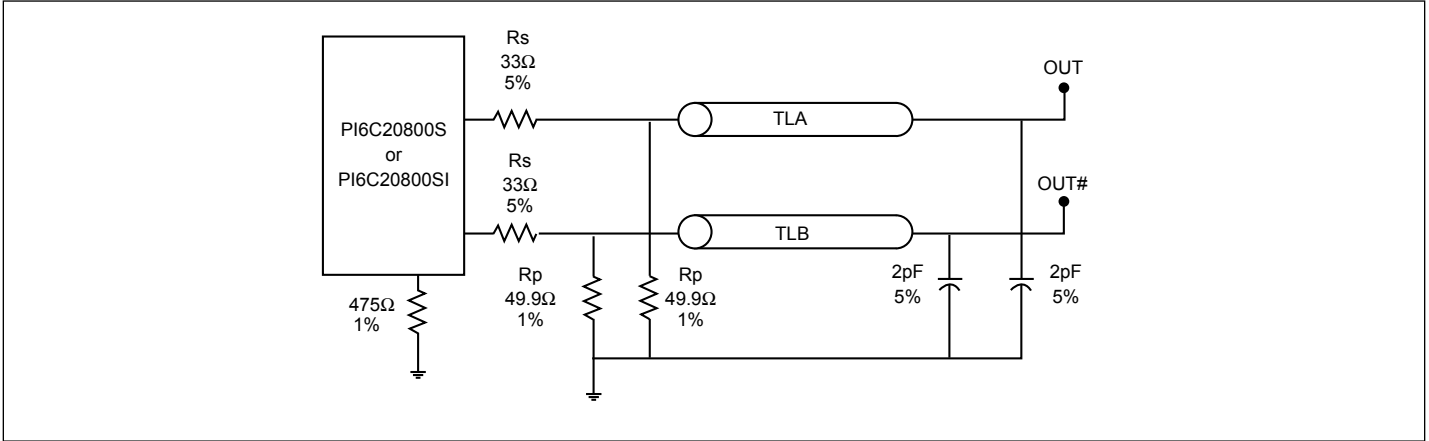 Rs
33Ω
5%
OUT
PI6C20800S
or
PI6C20800SI
TLA
Rs
33Ω
5%
OUT#
TLB
475Ω
1%
Rp
49.9Ω
1%
Rp
49.9Ω
1%
2pF
5%
2pF
5%